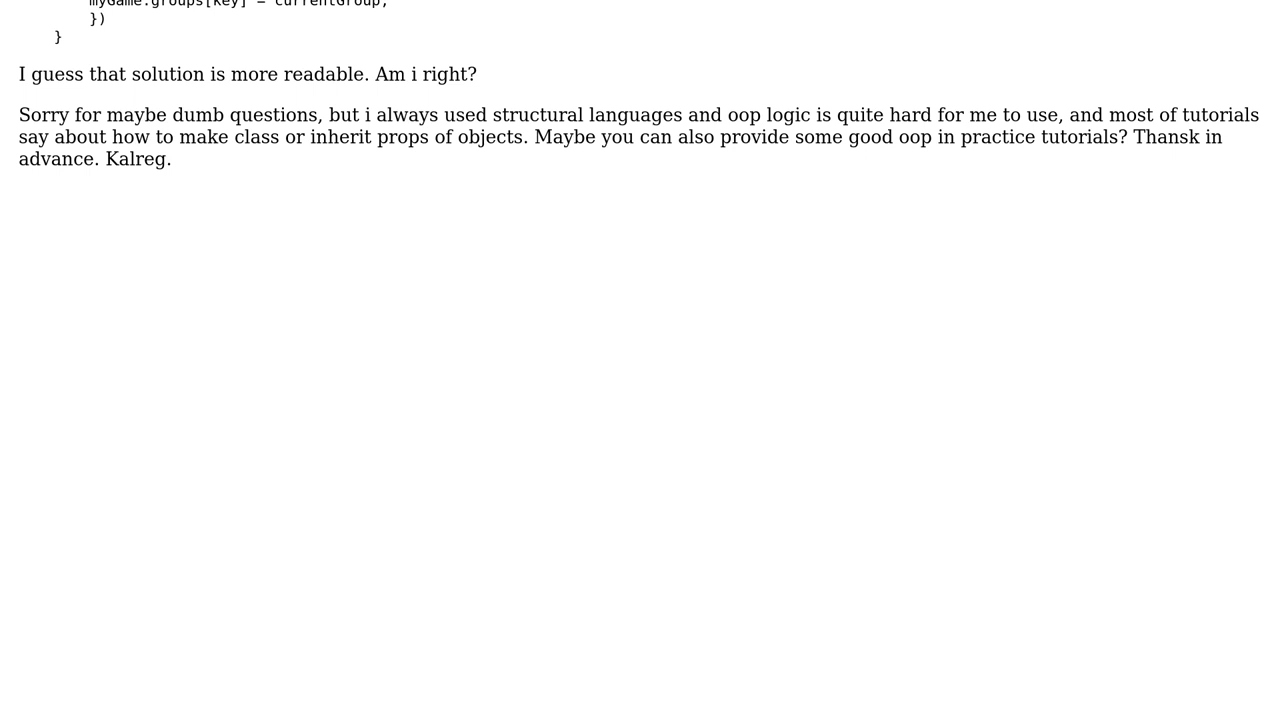 myGame.groups[key] = currentGroup;
})
}
I guess that solution is more readable. Am i right?
Sorry for maybe dumb questions, but i always used structural languages and oop logic is quite hard for me to use, and most of tutorials
say about how to make class or inherit props of objects. Maybe you can also provide some good oop in practice tutorials? Thansk in
advance. Kalreg.